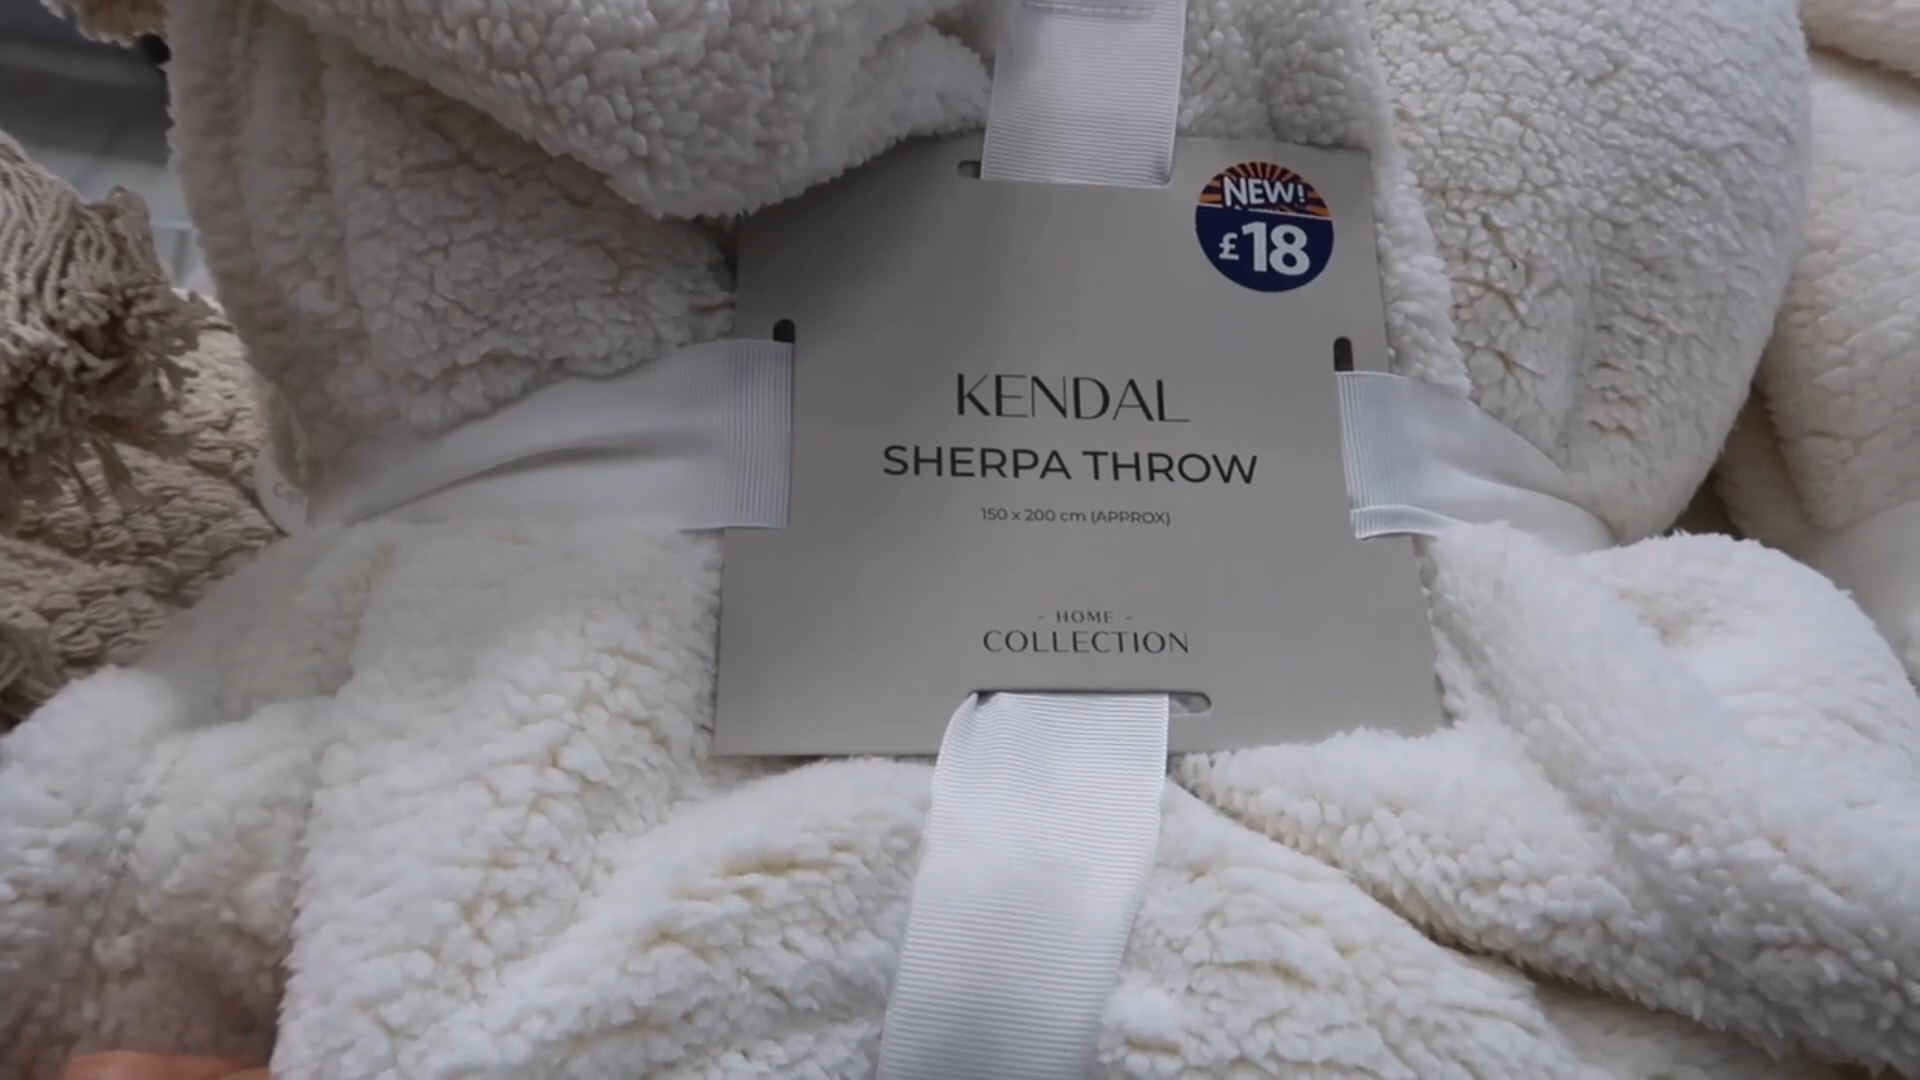 NEW!
£18
KENDAL
SHERPA THROW
150 x 200 cm (APPROX)
- HOME -
COLLECTION